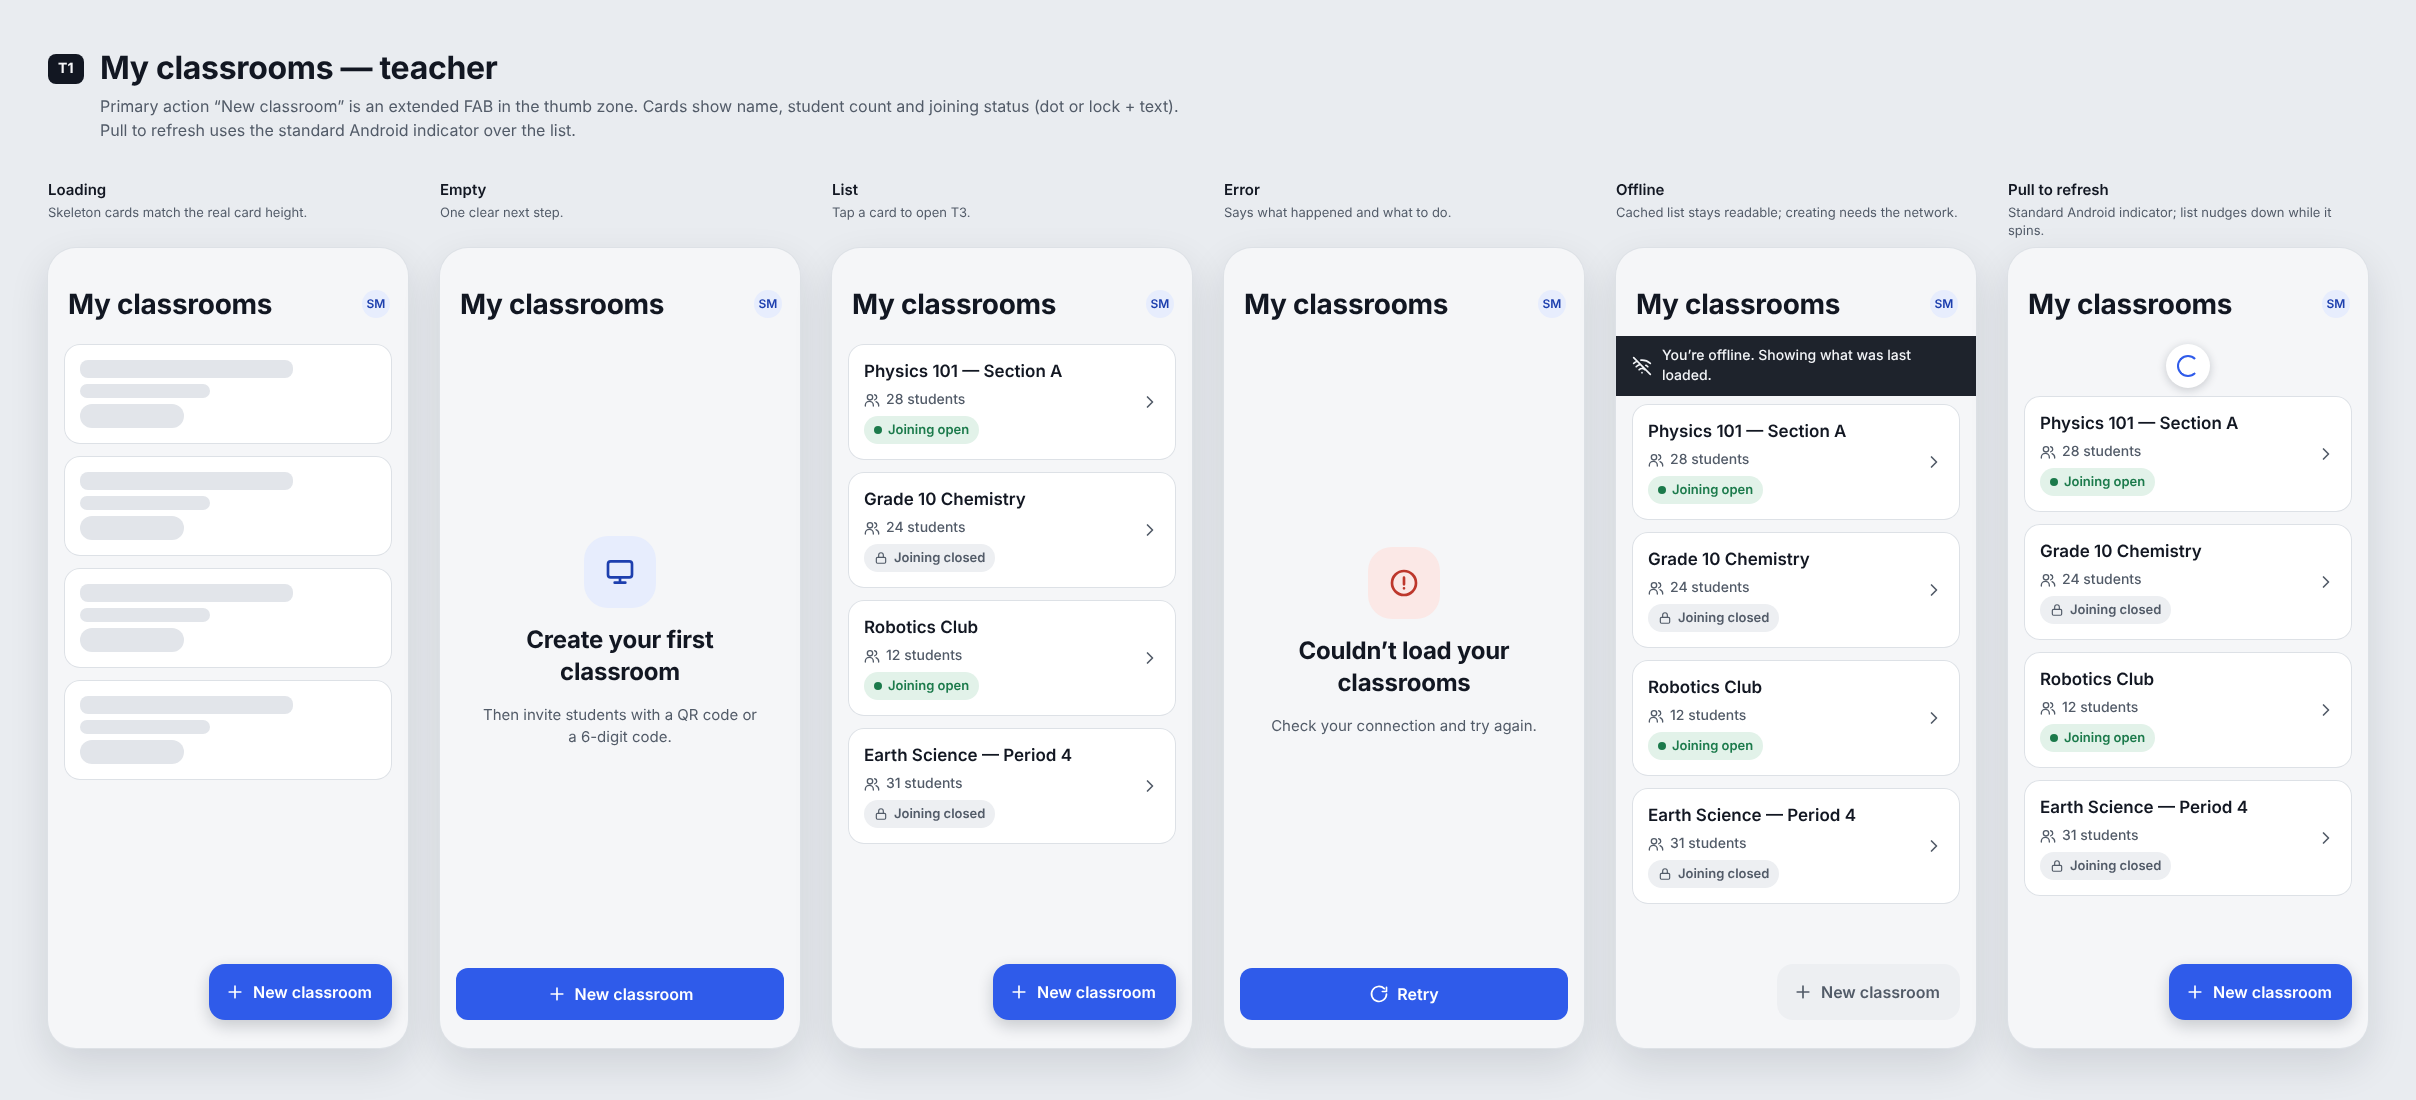 T1
My classrooms — teacher
Primary action “New classroom” is an extended FAB in the thumb zone. Cards show name, student count and joining status (dot or lock + text).
Pull to refresh uses the standard Android indicator over the list.
Loading
Skeleton cards match the real card height.
My classrooms
SM
New classroom
Empty
One clear next step.
My classrooms
SM
Create your first
classroom
Then invite students with a QR code or
a 6-digit code.
New classroom
List
Tap a card to open T3.
My classrooms
SM
Physics 101 — Section A
28 students
Joining open
Grade 10 Chemistry
24 students
Joining closed
Robotics Club
12 students
Joining open
Earth Science — Period 4
31 students
Joining closed
New classroom
Error
Says what happened and what to do.
My classrooms
SM
Couldn’t load your
classrooms
Check your connection and try again.
Retry
Offline
Cached list stays readable; creating needs the network.
My classrooms
SM
You’re offline. Showing what was last
loaded.
Physics 101 — Section A
28 students
Joining open
Grade 10 Chemistry
24 students
Joining closed
Robotics Club
12 students
Joining open
Earth Science — Period 4
31 students
Joining closed
New classroom
Pull to refresh
Standard Android indicator; list nudges down while it
spins.
My classrooms
SM
Physics 101 — Section A
28 students
Joining open
Grade 10 Chemistry
24 students
Joining closed
Robotics Club
12 students
Joining open
Earth Science — Period 4
31 students
Joining closed
New classroom